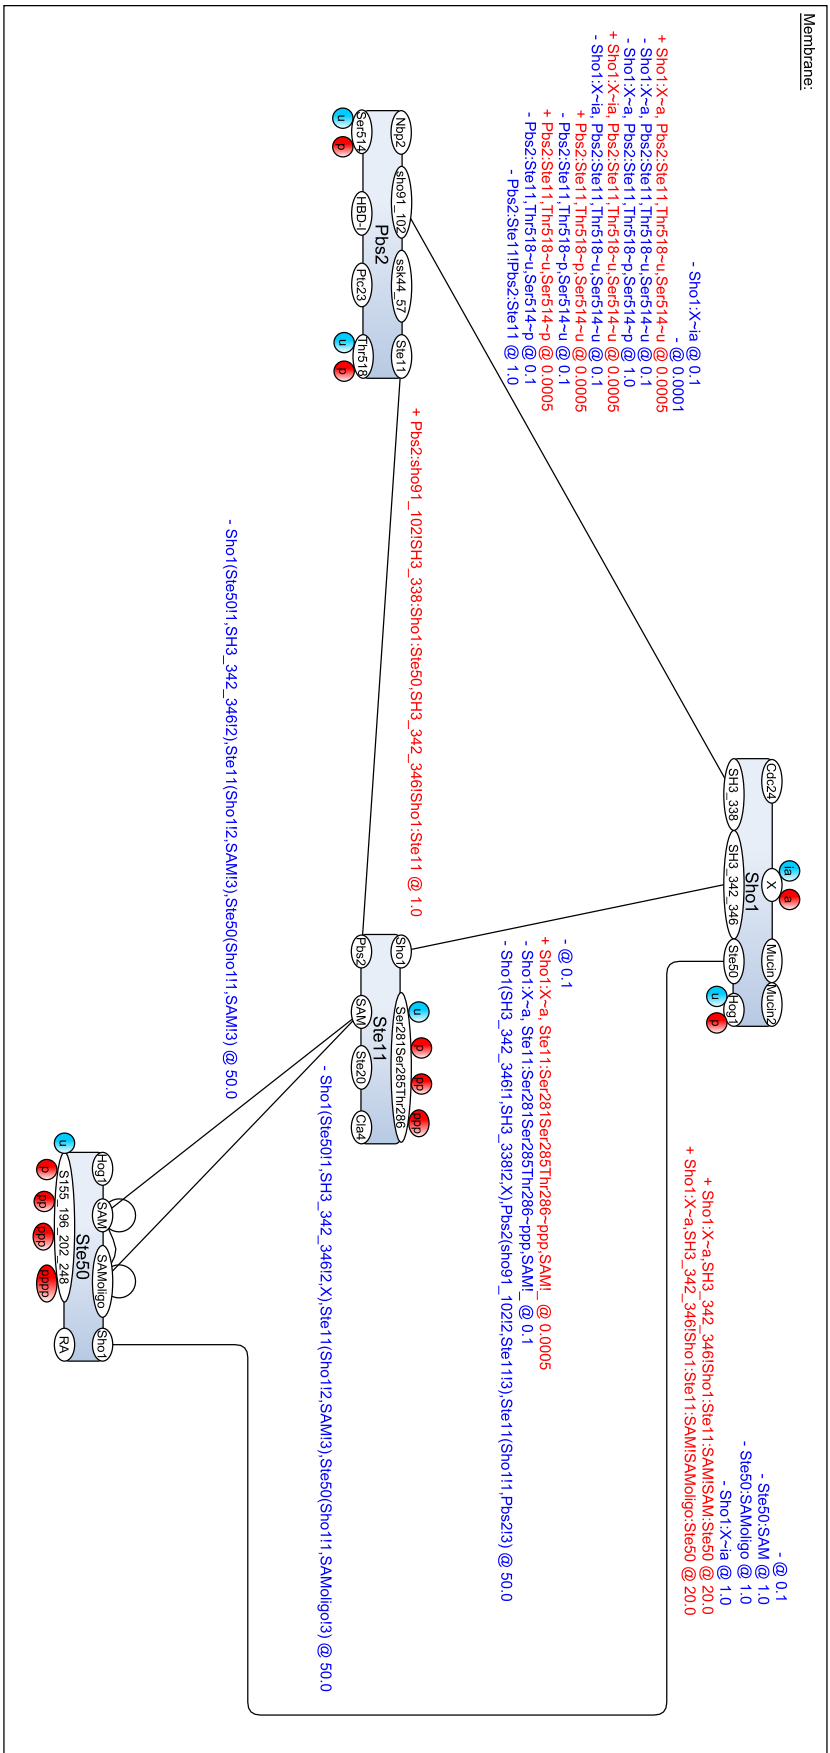 Membrane:
- @ 0.1
- Ste50:SAM @ 1.0
- Ste50:SAMoligo @ 1.0
- Sho1:X~ia @ 1.0
+ Sho1:X~a,SH3_342_346!Sho1:Ste11:SAM!SAM:Ste50 @ 20.0
+ Sho1:X~a,SH3_342_346!Sho1:Ste11:SAM!SAMoligo:Ste50 @ 20.0
ia
a
Cdc24
X
Mucin
Mucin2
Sho1
SH3_338
SH3_342_346
Ste50
Hog1
u
p
- Sho1:X~ia @ 0.1
- @ 0.0001
+ Sho1:X~a, Pbs2:Ste11,Thr518~u,Ser514~u @ 0.0005
- Sho1:X~a, Pbs2:Ste11,Thr518~u,Ser514~u @ 0.1
- Sho1:X~a, Pbs2:Ste11,Thr518~p,Ser514~p @ 1.0
+ Sho1:X~ia, Pbs2:Ste11,Thr518~u,Ser514~u @ 0.0005
- Sho1:X~ia, Pbs2:Ste11,Thr518~u,Ser514~u @ 0.1
+ Pbs2:Ste11,Thr518~p,Ser514~u @ 0.0005
- Pbs2:Ste11,Thr518~p,Ser514~u @ 0.1
+ Pbs2:Ste11,Thr518~u,Ser514~p @ 0.0005
- Pbs2:Ste11,Thr518~u,Ser514~p @ 0.1
- Pbs2:Ste11!Pbs2:Ste11 @ 1.0
- @ 0.1
+ Sho1:X~a, Ste11:Ser281Ser285Thr286~ppp,SAM!_ @ 0.0005
- Sho1:X~a, Ste11:Ser281Ser285Thr286~ppp,SAM!_ @ 0.1
- Sho1(SH3_342_346!1,SH3_338!2,X),Pbs2(sho91_102!2,Ste11!3),Ste11(Sho1!1,Pbs2!3) @ 50.0
Nbp2
sho91_102
ssk44_57
Ste11
Pbs2
Ser514
HBD-I
Ptc23
Thr518
u
p
u
p
+ Pbs2:sho91_102!SH3_338:Sho1:Ste50,SH3_342_346!Sho1:Ste11 @ 1.0
u
p
pp
ppp
Sho1
Ser281Ser285Thr286
Ste11
Pbs2
SAM
Ste20
Cla4
- Sho1(Ste50!1,SH3_342_346!2,X),Ste11(Sho1!2,SAM!3),Ste50(Sho1!1,SAMoligo!3) @ 50.0
- Sho1(Ste50!1,SH3_342_346!2),Ste11(Sho1!2,SAM!3),Ste50(Sho1!1,SAM!3) @ 50.0
Hog1
SAM
SAMoligo
Sho1
Ste50
S155_196_202_248
RA
u
p
pp
ppp
pppp